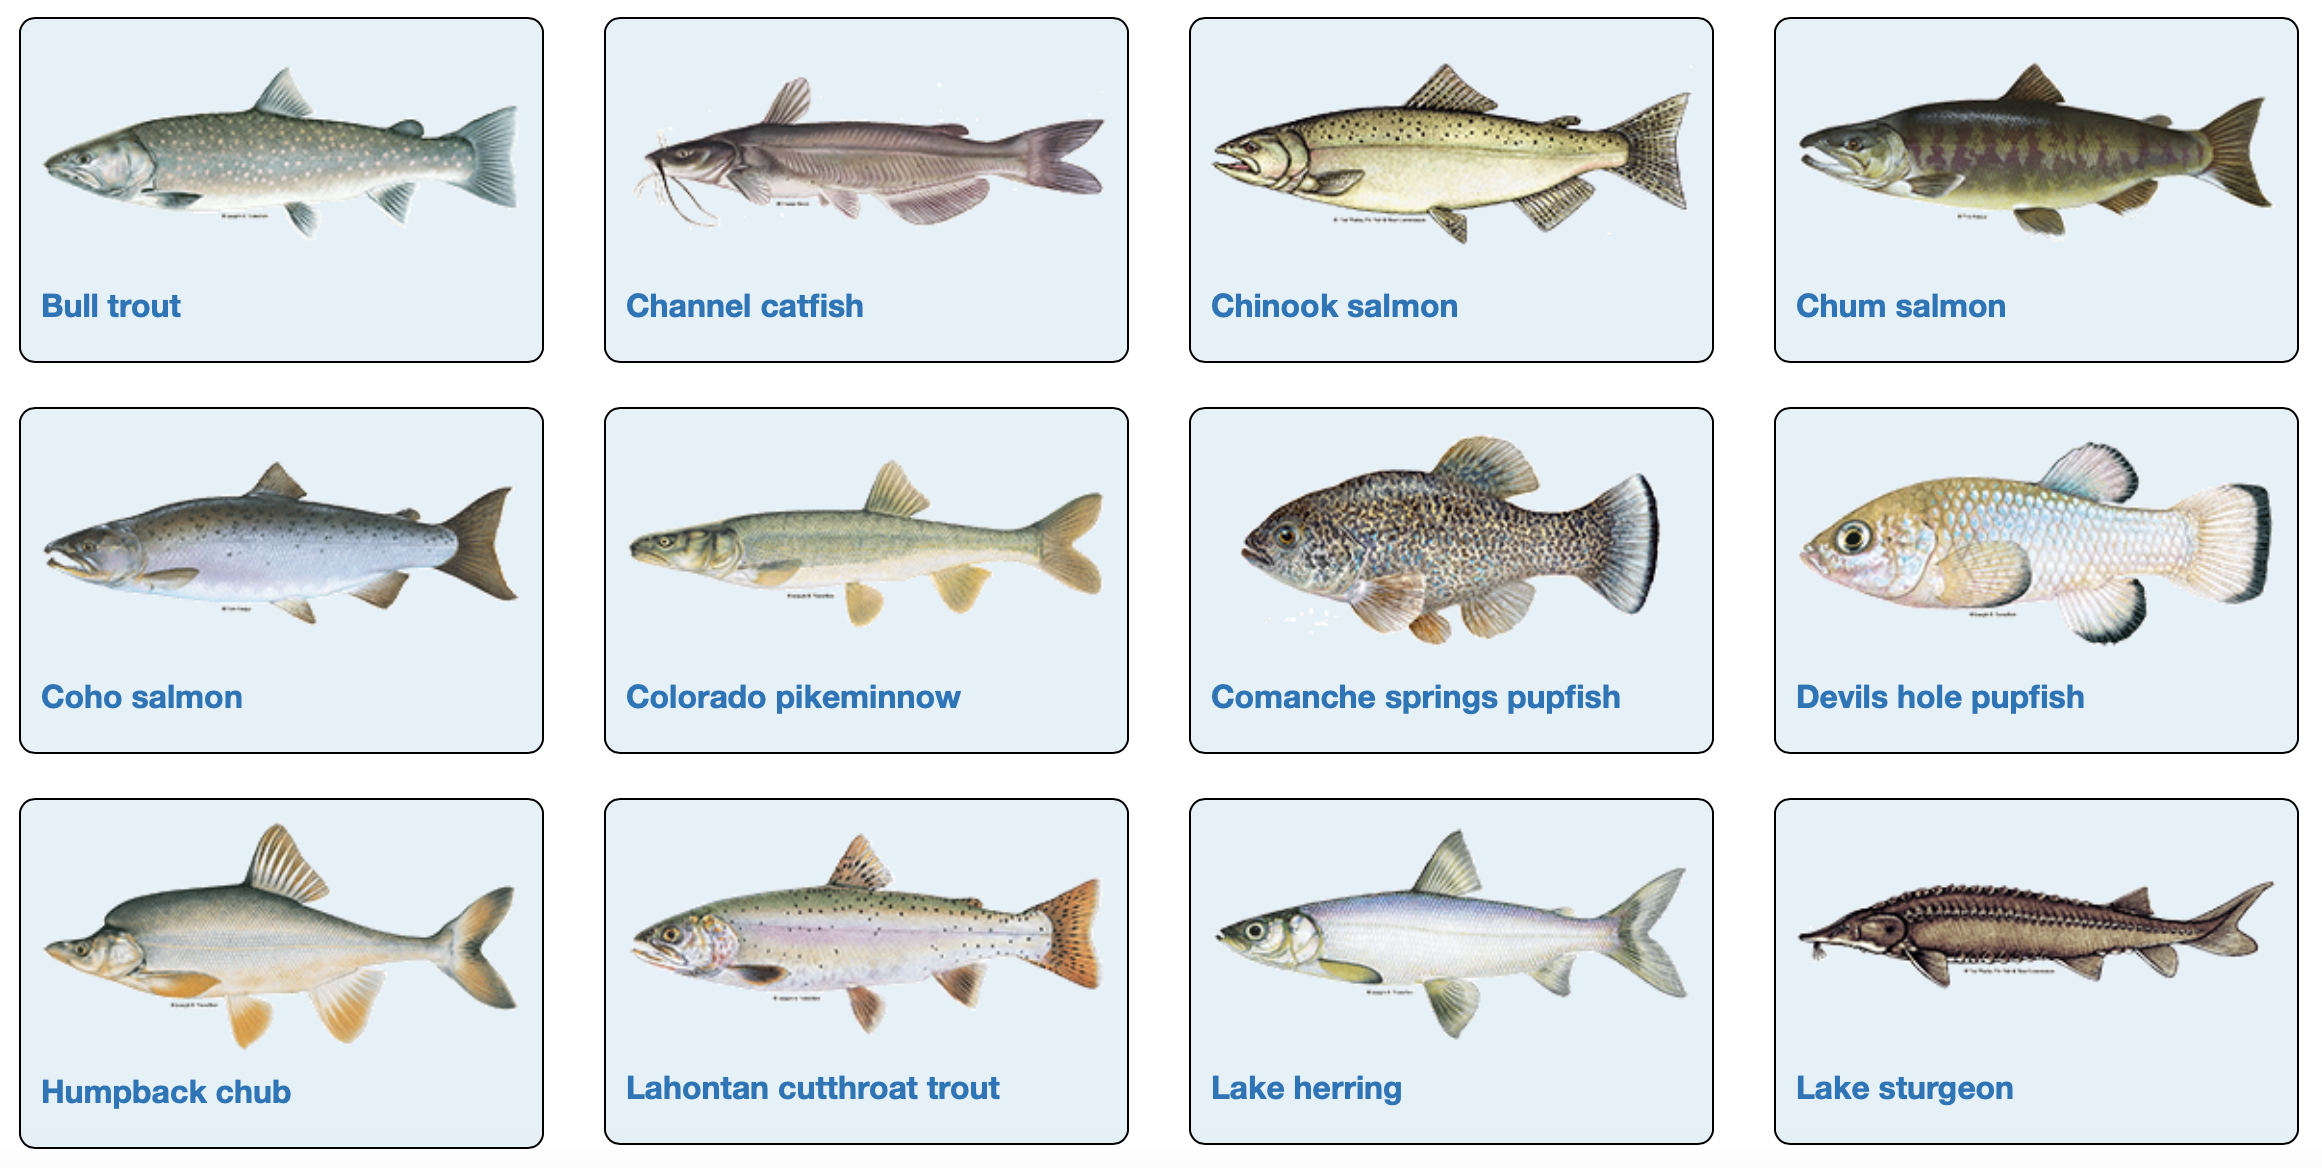 Bull trout
Channel catfish
Chinook salmon
Chum salmon
Coho salmon
Colorado pikeminnow
Comanche springs pupfish
Devils hole pupfish
Humpback chub
Lahontan cutthroat trout
Lake herring
Lake sturgeon